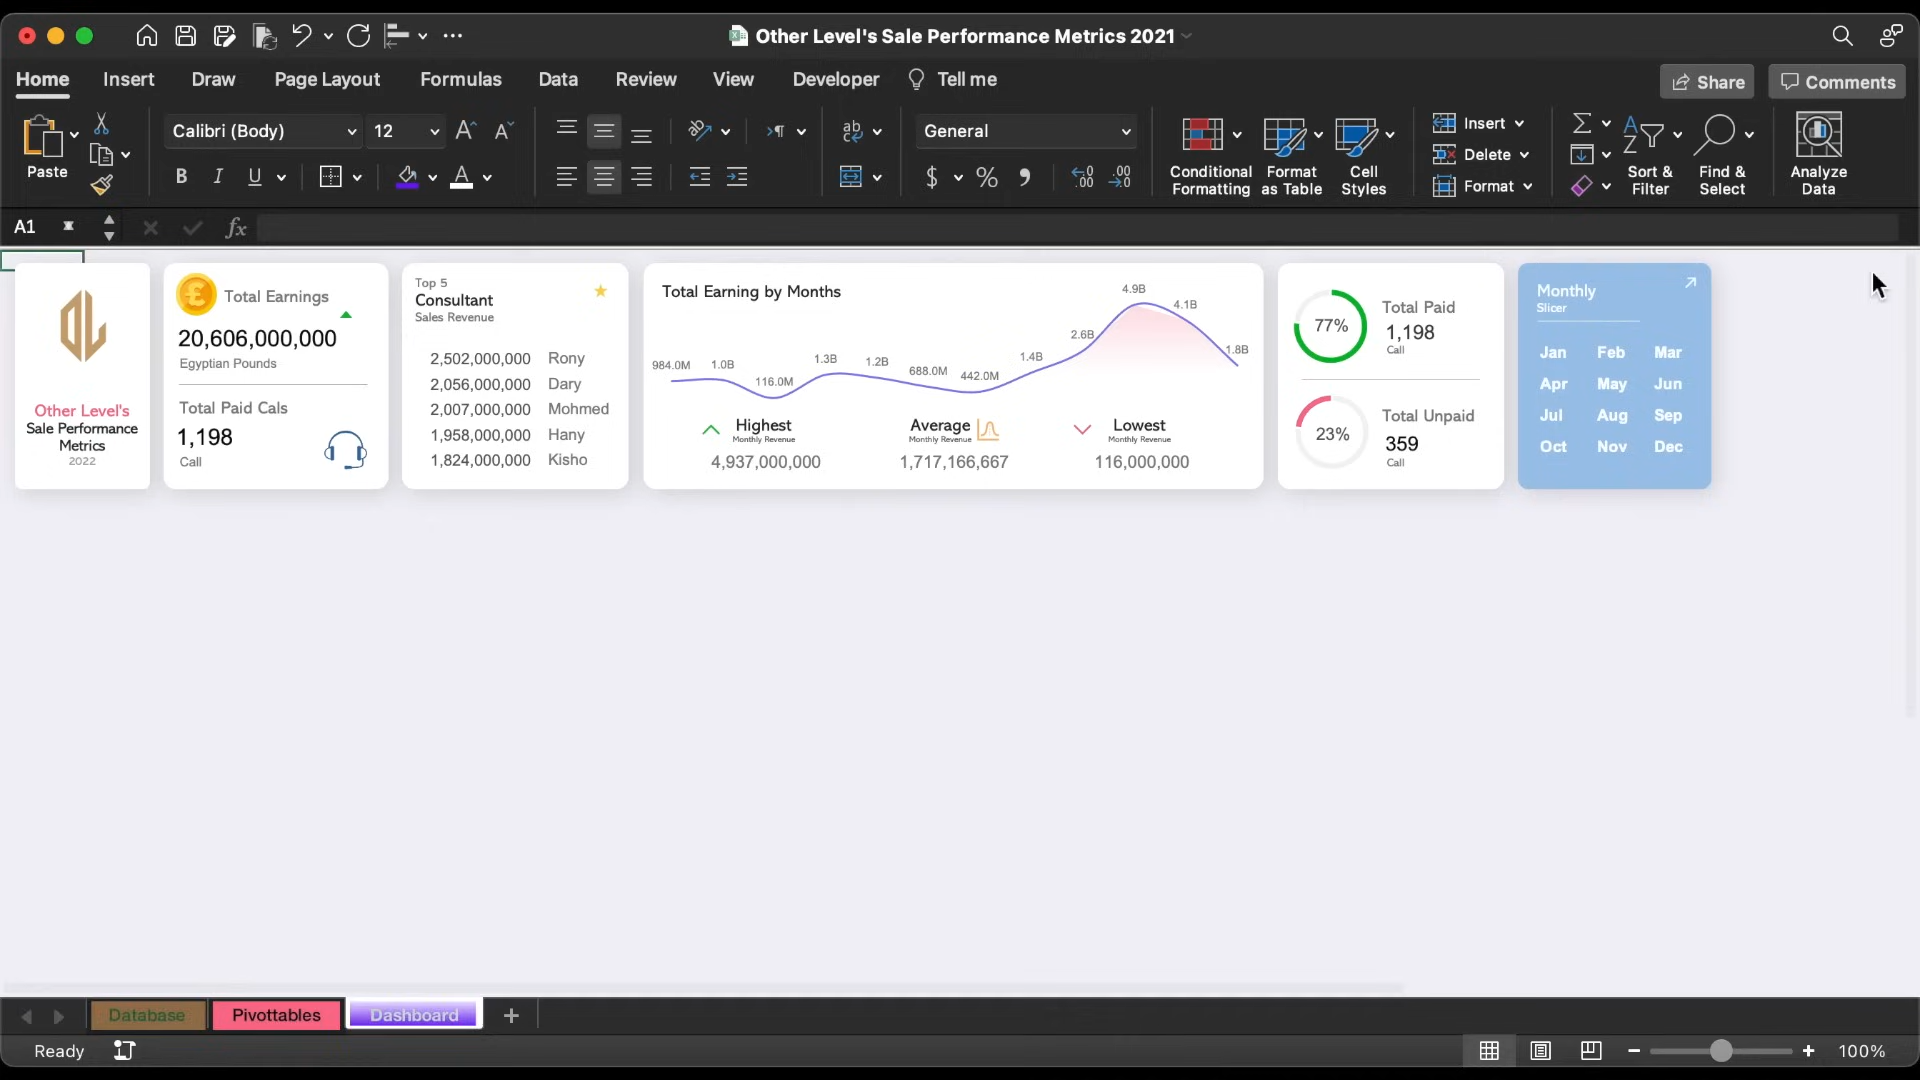 Other Level's Sale Performance Metrics 2021
Home Insert Draw Page Layout Formulas Data Review View Developer Tell me
Share Comments
Paste
Calibri (Body) 12
B I U A
ab
General
$ %
Conditional Formatting
Format as Table
Cell Styles
Insert
Delete
Format
Sort & Filter
Find & Select
Analyze Data
A1 fx
OL
Other Level's
Sale Performance
Metrics
2022
Total Earnings
20,606,000,000
Egyptian Pounds
Total Paid Cals
1,198
Call
Top 5
Consultant
Sales Revenue
2,502,000,000 Rony
2,056,000,000 Dary
2,007,000,000 Mohmed
1,958,000,000 Hany
1,824,000,000 Kisho
Total Earning by Months
984.0M 1.0B 116.0M 1.3B 1.2B 688.0M 442.0M 1.4B 2.6B 4.9B 4.1B 1.8B
Highest
Monthly Revenue
4,937,000,000
Average
Monthly Revenue
1,717,166,667
Lowest
Monthly Revenue
116,000,000
77%
Total Paid
1,198
Call
23%
Total Unpaid
359
Call
Monthly
Slicer
Jan Feb Mar
Apr May Jun
Jul Aug Sep
Oct Nov Dec
Database Pivottables Dashboard +
Ready
100%